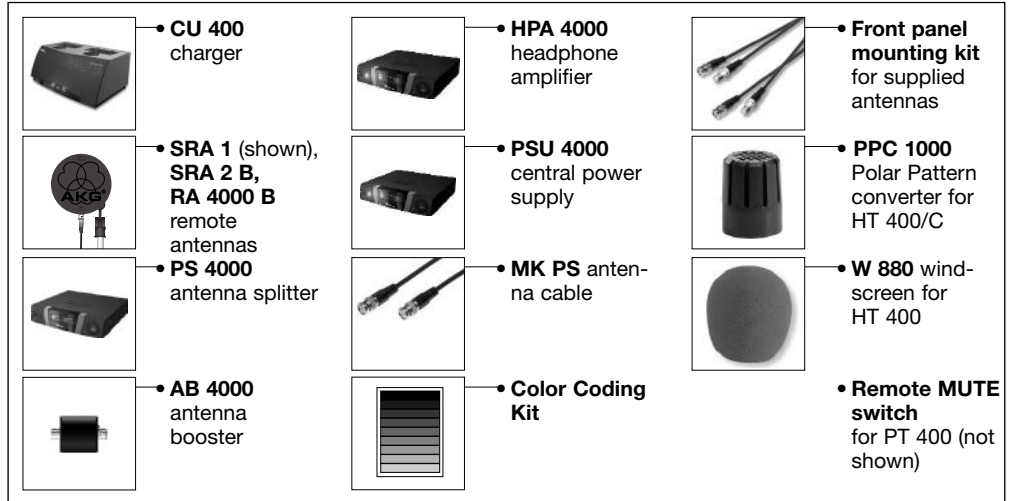 CU 400
charger
HPA 4000
headphone
amplifier
Front panel
mounting kit
for supplied
antennas
AKG
SRA 1 (shown),
SRA 2 B,
RA 4000 B
remote
antennas
PSU 4000
central power
supply
PPC 1000
Polar Pattern
converter for
HT 400/C
PS 4000
antenna splitter
MK PS anten-
na cable
W 880 wind-
screen for
HT 400
AB 4000
antenna
booster
Color Coding
Kit
Remote MUTE
switch
for PT 400 (not
shown)